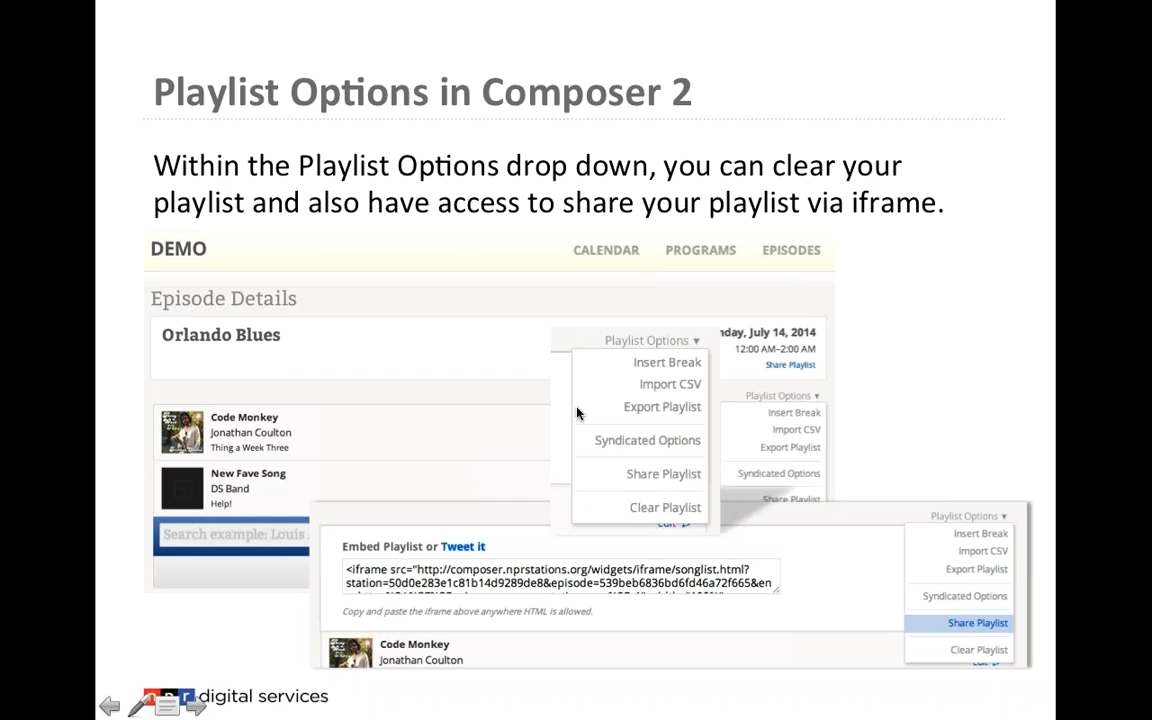 Playlist Options in Composer 2
Within the Playlist Options drop down, you can clear your
playlist and also have access to share your playlist via iframe.
DEMO
CALENDAR
PROGRAMS
EPISODES
Episode Details
Orlando Blues
day, July 14, 2014
12:00 AM–2:00 AM
Share Playlist
Playlist Options ▼
Insert Break
Import CSV
Export Playlist
Syndicated Options
Share Playlist
Clear Playlist
Playlist Options ▼
Insert Break
Import CSV
Export Playlist
Syndicated Options
Share Playlist
Code Monkey
Jonathan Coulton
Thing a Week Three
New Fave Song
DS Band
Help!
Search example: Louis
Edit
Embed Playlist or Tweet it
<iframe src="http://composer.nprstations.org/widgets/iframe/songlist.html?
station=50d0e283e1c81b14d9289de8&episode=539beb6836bd6fd46a72f665&en
Copy and paste the iframe above anywhere HTML is allowed.
Playlist Options ▼
Insert Break
Import CSV
Export Playlist
Syndicated Options
Share Playlist
Clear Playlist
Code Monkey
Jonathan Coulton
digital services